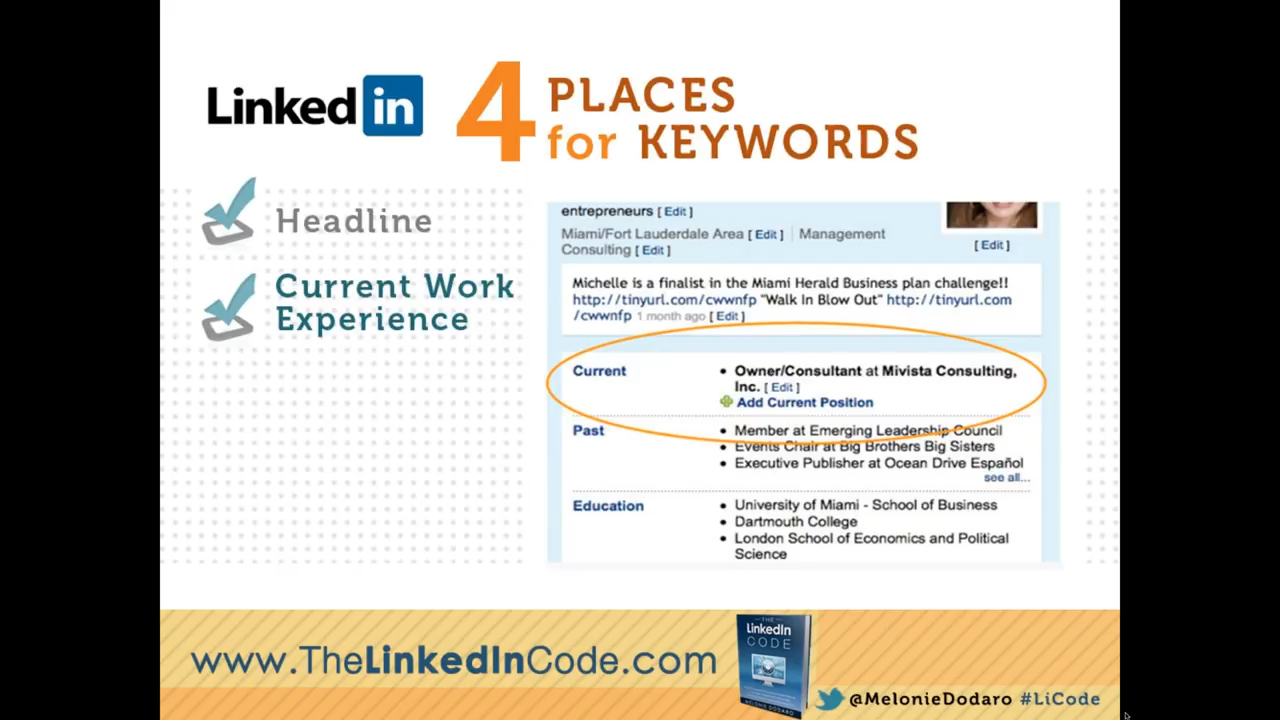 Linked in
4 PLACES
for KEYWORDS
Headline
Current Work
Experience
entrepreneurs [ Edit ]
Miami/Fort Lauderdale Area [ Edit ] | Management
Consulting [ Edit ]
[ Edit ]
Michelle is a finalist in the Miami Herald Business plan challenge!!
http://tinyurl.com/cwwnfp "Walk In Blow Out" http://tinyurl.com
/cwwnfp 1 month ago [ Edit ]
Current
• Owner/Consultant at Mivista Consulting,
Inc. [ Edit ]
Add Current Position
Past
• Member at Emerging Leadership Council
• Events Chair at Big Brothers Big Sisters
• Executive Publisher at Ocean Drive Español
see all...
Education
• University of Miami - School of Business
• Dartmouth College
• London School of Economics and Political
Science
www.TheLinkedInCode.com
THE
LinkedIn
CODE
MELONIE DODARO
@MelonieDodaro #LiCode